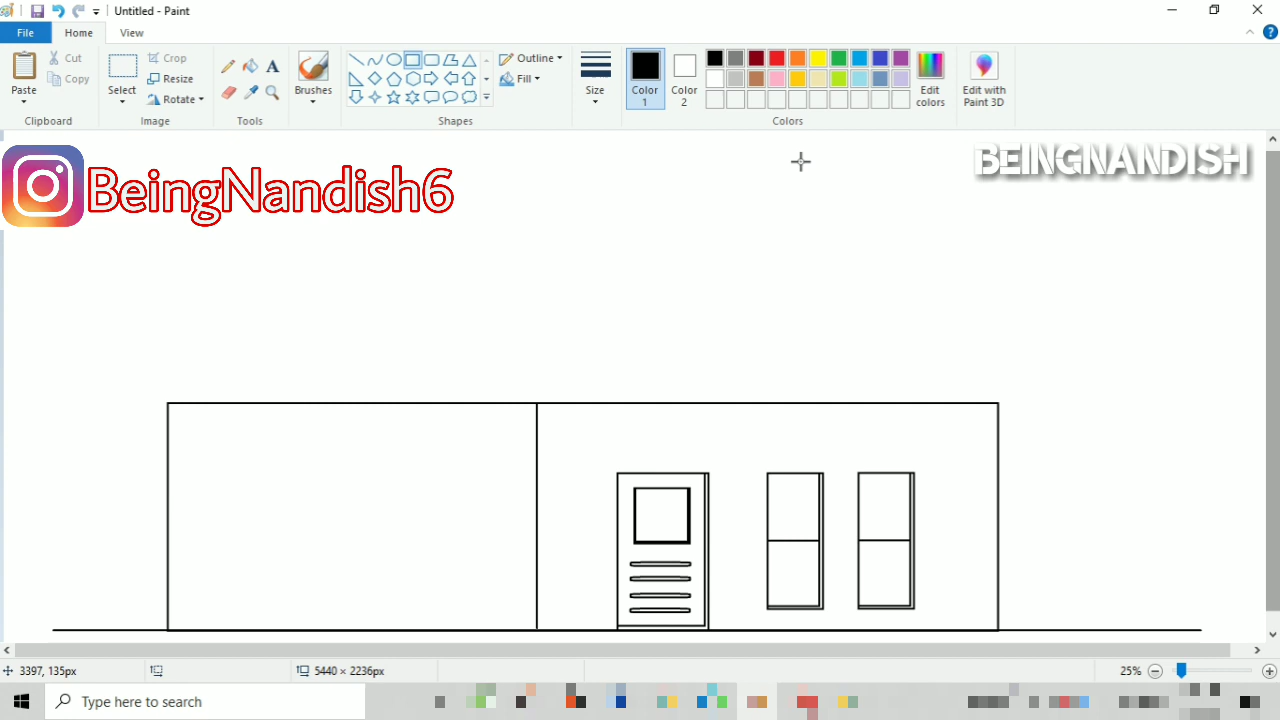 Untitled - Paint
File Home View
Paste
Cut
Copy
Clipboard
Select
Crop
Resize
Rotate
Image
A
Tools
Brushes
Outline
Fill
Shapes
Size
Color 1
Color 2
Edit colors
Colors
Edit with Paint 3D
BeingNandish6
BEINGNANDISH
3397, 135px
5440 × 2236px
25%
Type here to search